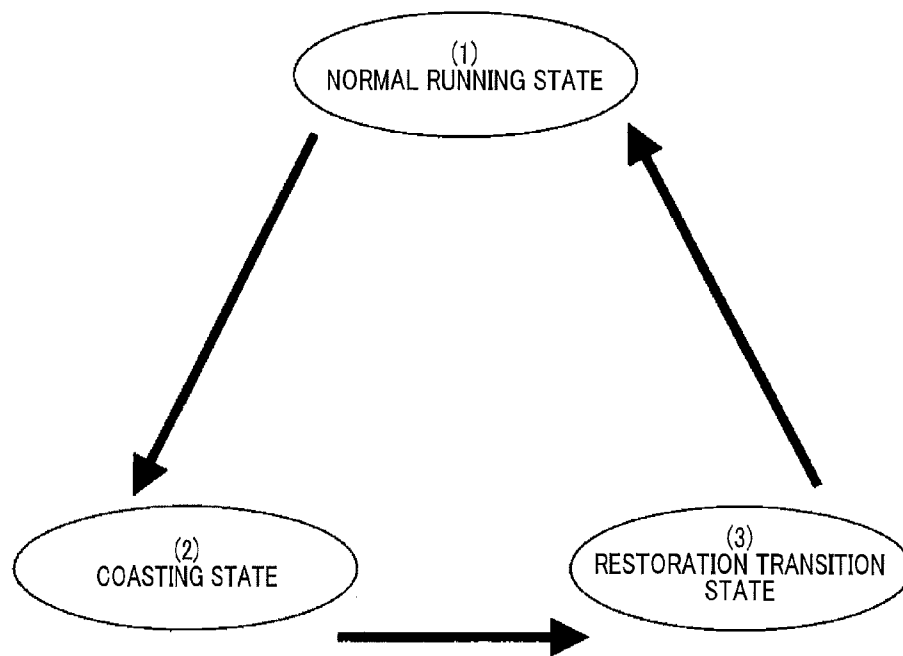 (1)
NORMAL RUNNING STATE
(2)
COASTING STATE
(3)
RESTORATION TRANSITION
STATE